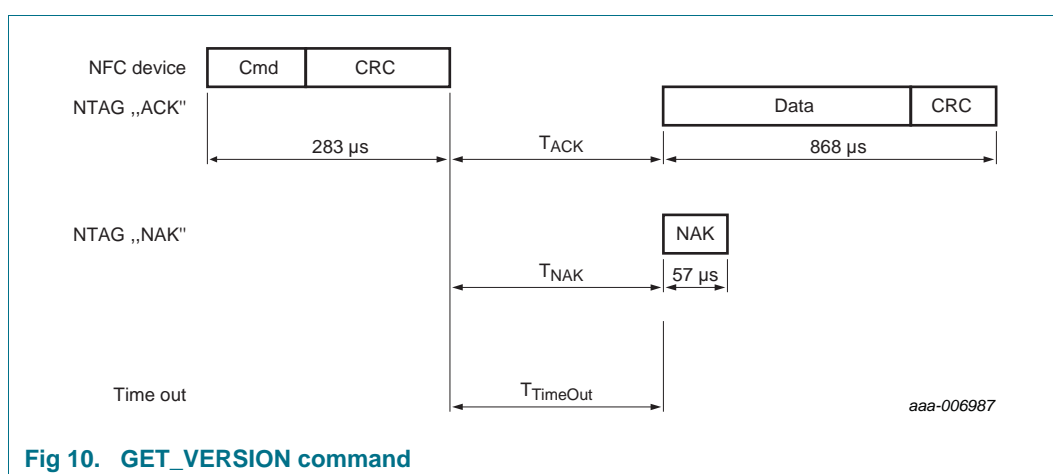 NFC device Cmd CRC
NTAG ,,ACK" Data CRC
283 µs TACK 868 µs
NTAG ,,NAK" NAK
TNAK 57 µs
Time out TTimeOut
aaa-006987
Fig 10. GET_VERSION command